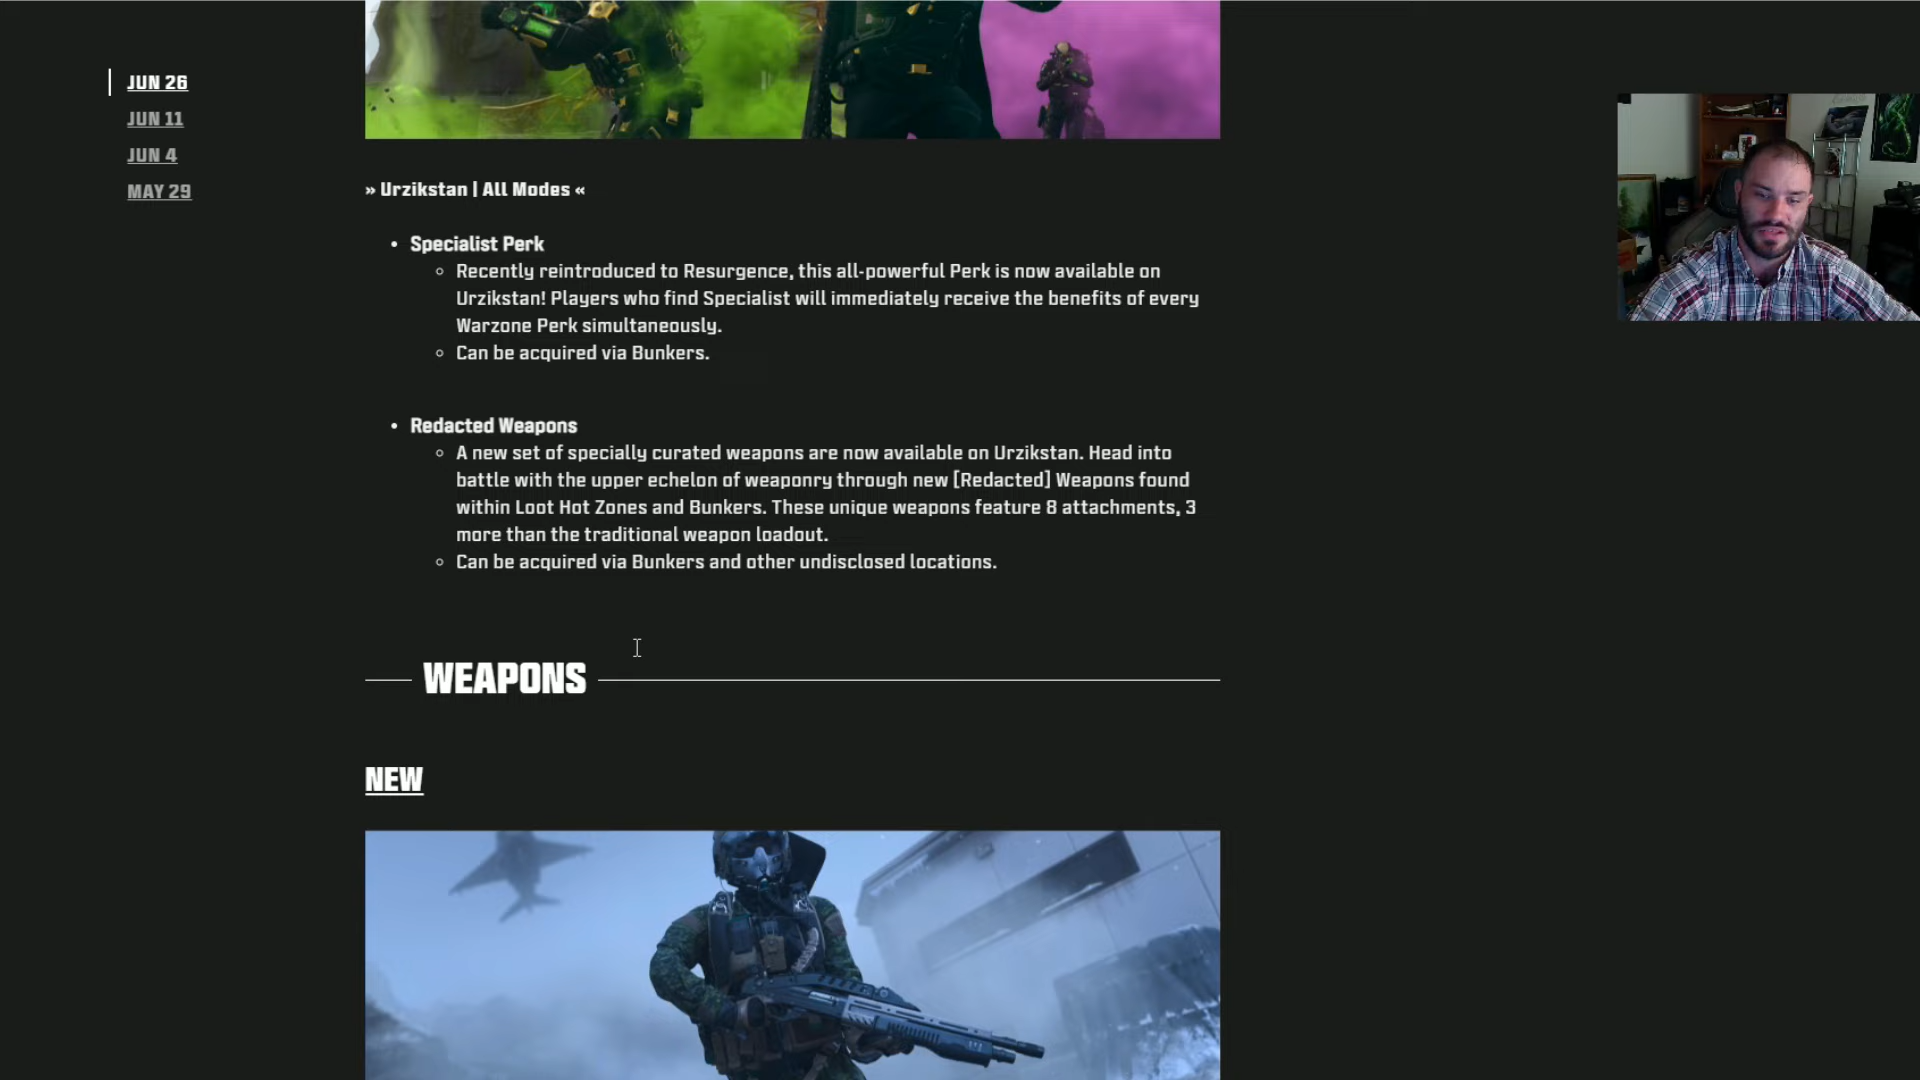 JUN 26
JUN 11
JUN 4
MAY 29
» Urzikstan | All Modes «
• Specialist Perk
○ Recently reintroduced to Resurgence, this all-powerful Perk is now available on
Urzikstan! Players who find Specialist will immediately receive the benefits of every
Warzone Perk simultaneously.
○ Can be acquired via Bunkers.
• Redacted Weapons
○ A new set of specially curated weapons are now available on Urzikstan. Head into
battle with the upper echelon of weaponry through new [Redacted] Weapons found
within Loot Hot Zones and Bunkers. These unique weapons feature 8 attachments, 3
more than the traditional weapon loadout.
○ Can be acquired via Bunkers and other undisclosed locations.
WEAPONS
NEW